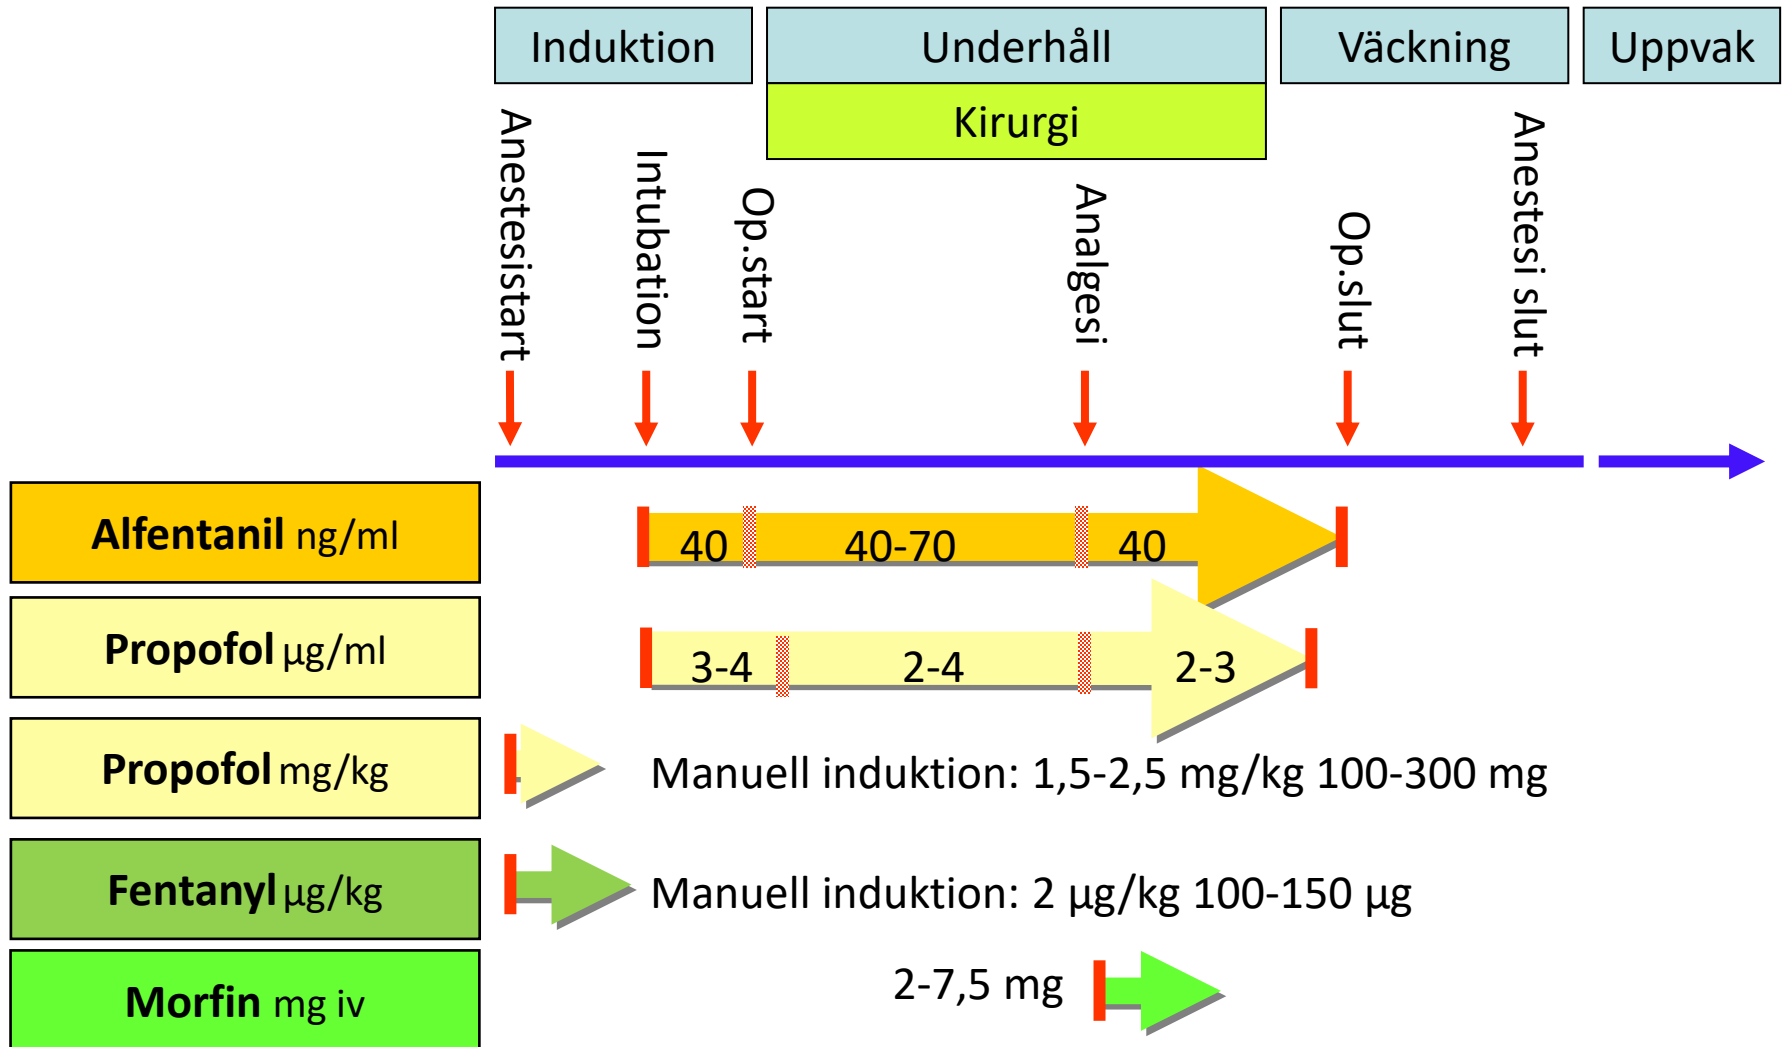 Induktion
Underhåll
Väckning
Uppvak
Kirurgi
Anestesistart
Intubation
Op.start
Analgesi
Op.slut
Anestesi slut
Alfentanil ng/ml
40
40-70
40
Propofol µg/ml
3-4
2-4
2-3
Propofol mg/kg
Manuell induktion: 1,5-2,5 mg/kg 100-300 mg
Fentanyl µg/kg
Manuell induktion: 2 µg/kg 100-150 µg
Morfin mg iv
2-7,5 mg